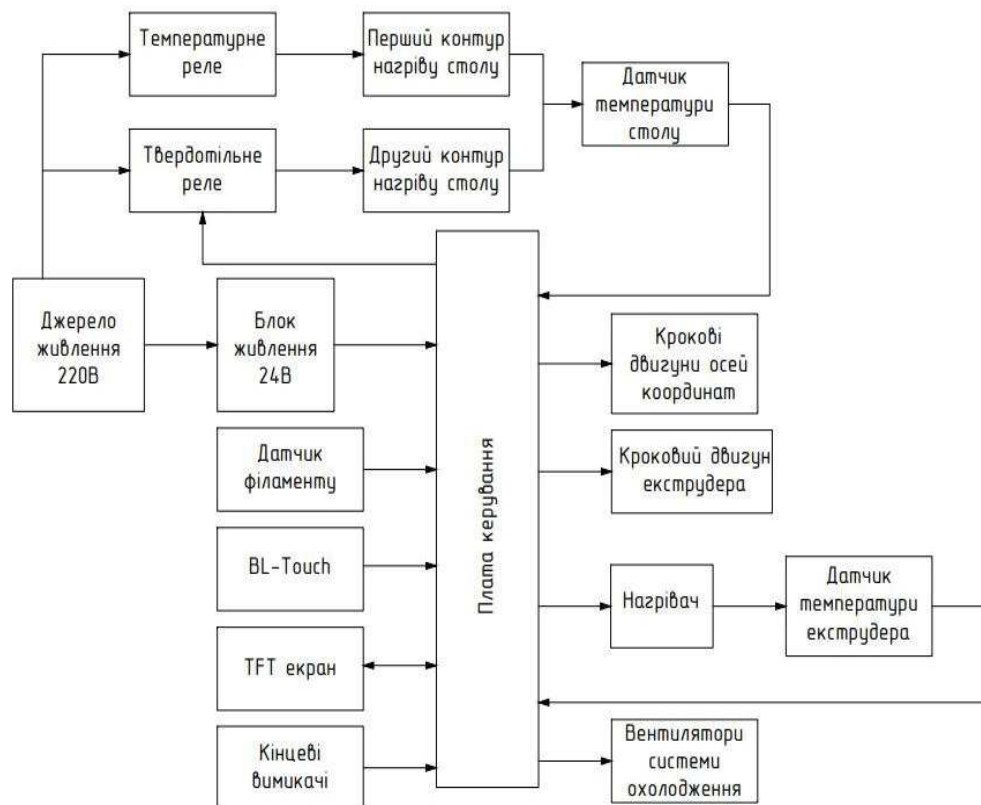 Температурне
реле
Перший контур
нагріву столу
Датчик
температури
столу
Твердотільне
реле
Другий контур
нагріву столу
Джерело
живлення
220В
Блок
живлення
24В
Плата керування
Крокові
двигуни осей
координат
Датчик
філаменту
Кроковий двигун
екструдера
BL-Touch
Нагрівач
Датчик
температури
екструдера
TFT екран
Кінцеві
вимикачі
Вентилятори
системи
охолодження